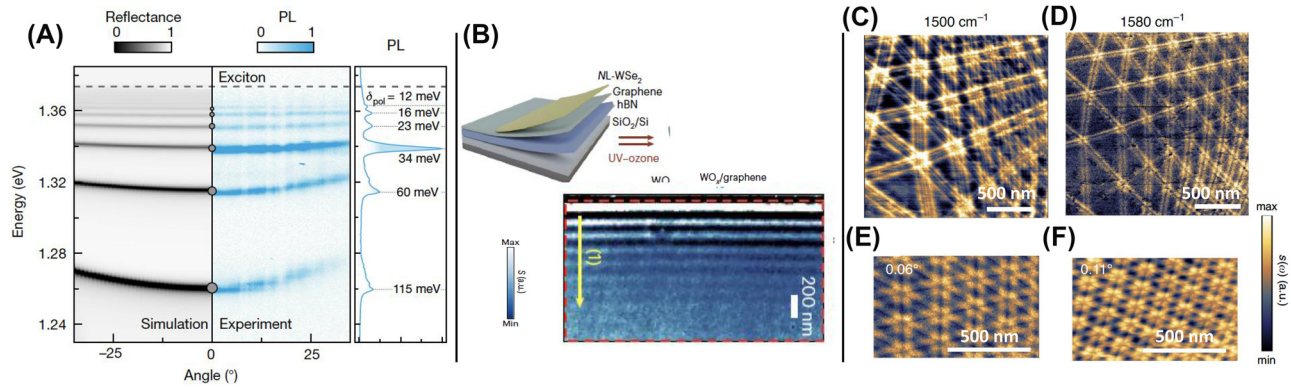 (A)
Reflectance
0 1
PL
0 1
PL
Exciton
ϑpol = 12 meV
16 meV
23 meV
34 meV
60 meV
115 meV
1.36
1.32
1.28
1.24
Energy (eV)
Simulation
Experiment
−25 0 25
Angle (°)
(B)
NL-WSe₂
Graphene
hBN
SiO₂/Si
UV-ozone
WOₓ/graphene
Max
S (a.u)
Min
(1)
200 nm
(C)
1500 cm⁻¹
500 nm
(D)
1580 cm⁻¹
500 nm
(E)
0.06°
500 nm
(F)
0.11°
500 nm
max
s(ω) (a.u.)
min